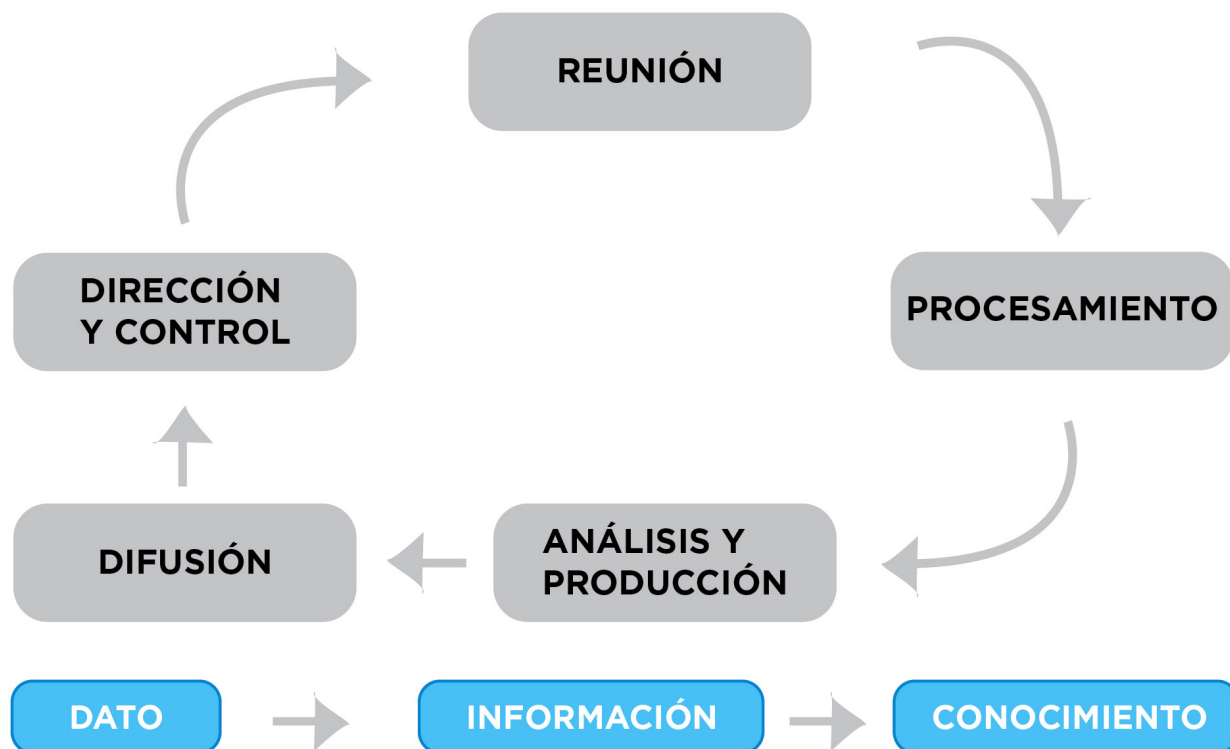 REUNIÓN
DIRECCIÓN
Y CONTROL
PROCESAMIENTO
DIFUSIÓN
ANÁLISIS Y
PRODUCCIÓN
DATO
INFORMACIÓN
CONOCIMIENTO